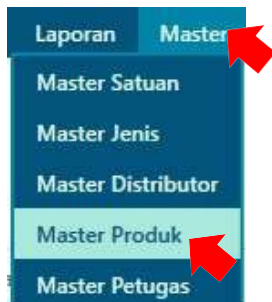 Laporan Master
Master Satuan
Master Jenis
Master Distributor
Master Produk
Master Petugas